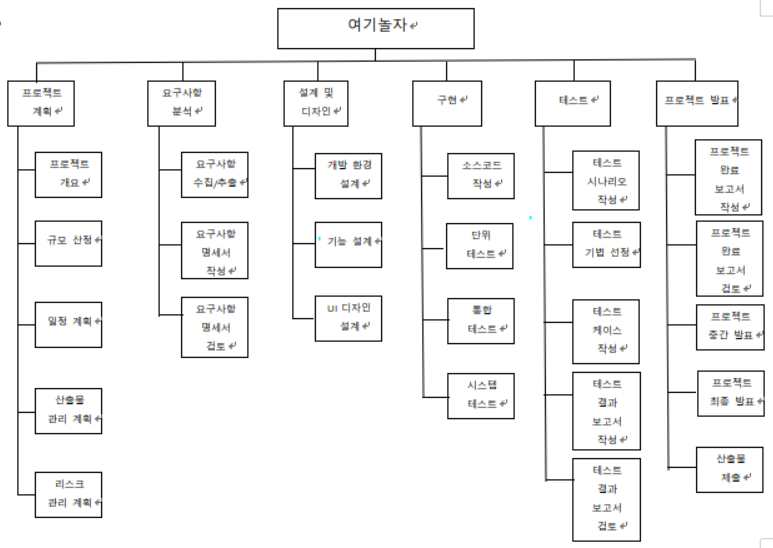 여기놀자
프로젝트
계획
요구사항
분석
설계 및
디자인
구현
테스트
프로젝트 발표
프로젝트
개요
규모 산정
일정 계획
산출물
관리 계획
리스크
관리 계획
요구사항
수집/추출
요구사항
명세서
작성
요구사항
명세서
검토
개발 환경
설계
기능 설계
UI 디자인
설계
소스코드
작성
단위
테스트
통합
테스트
시스템
테스트
테스트
시나리오
작성
테스트
기법 선정
테스트
케이스
작성
테스트
결과
보고서
작성
테스트
결과
보고서
검토
프로젝트
완료
보고서
작성
프로젝트
완료
보고서
검토
프로젝트
중간 발표
프로젝트
최종 발표
산출물
제출